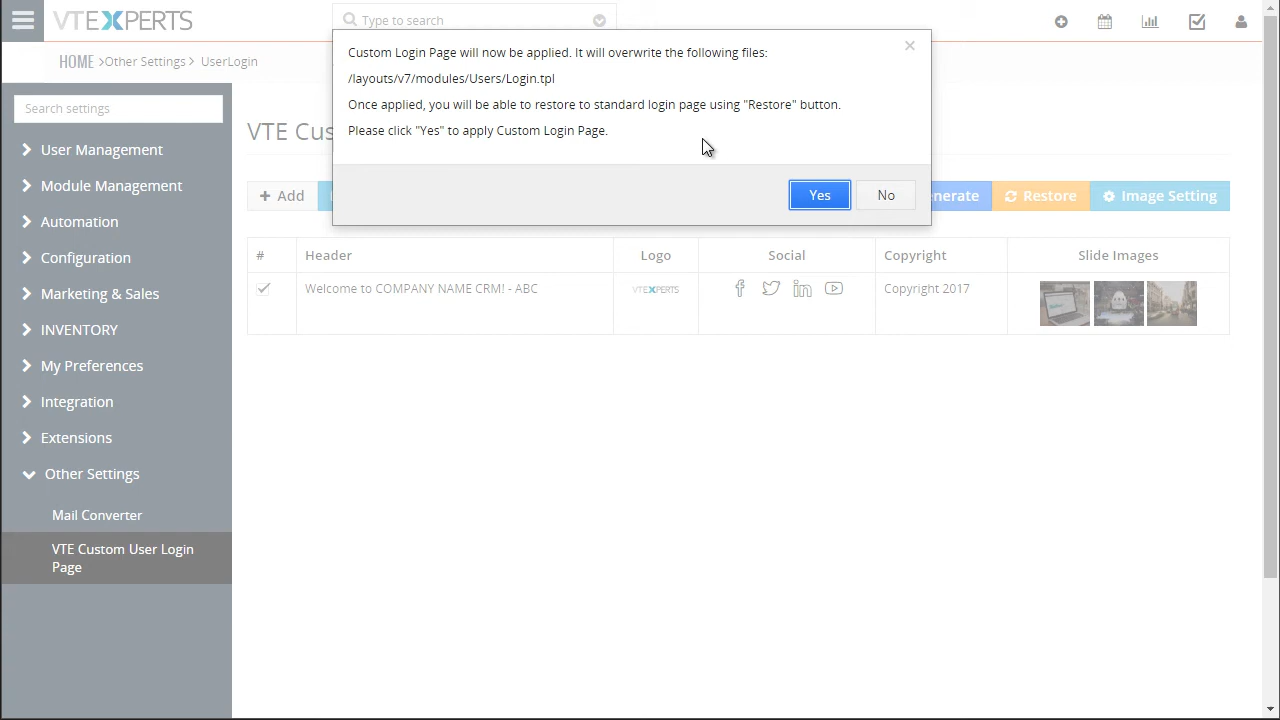 VTEXPERTS
Type to search
HOME > Other Settings > UserLogin
Custom Login Page will now be applied. It will overwrite the following files:
/layouts/v7/modules/Users/Login.tpl
Once applied, you will be able to restore to standard login page using "Restore" button.
Please click "Yes" to apply Custom Login Page.
Yes
No
Search settings
User Management
Module Management
Automation
Configuration
Marketing & Sales
INVENTORY
My Preferences
Integration
Extensions
Other Settings
Mail Converter
VTE Custom User Login
Page
VTE Cus
Add
enerate
Restore
Image Setting
# Header Logo Social Copyright Slide Images
Welcome to COMPANY NAME CRM! - ABC VTEXPERTS Copyright 2017